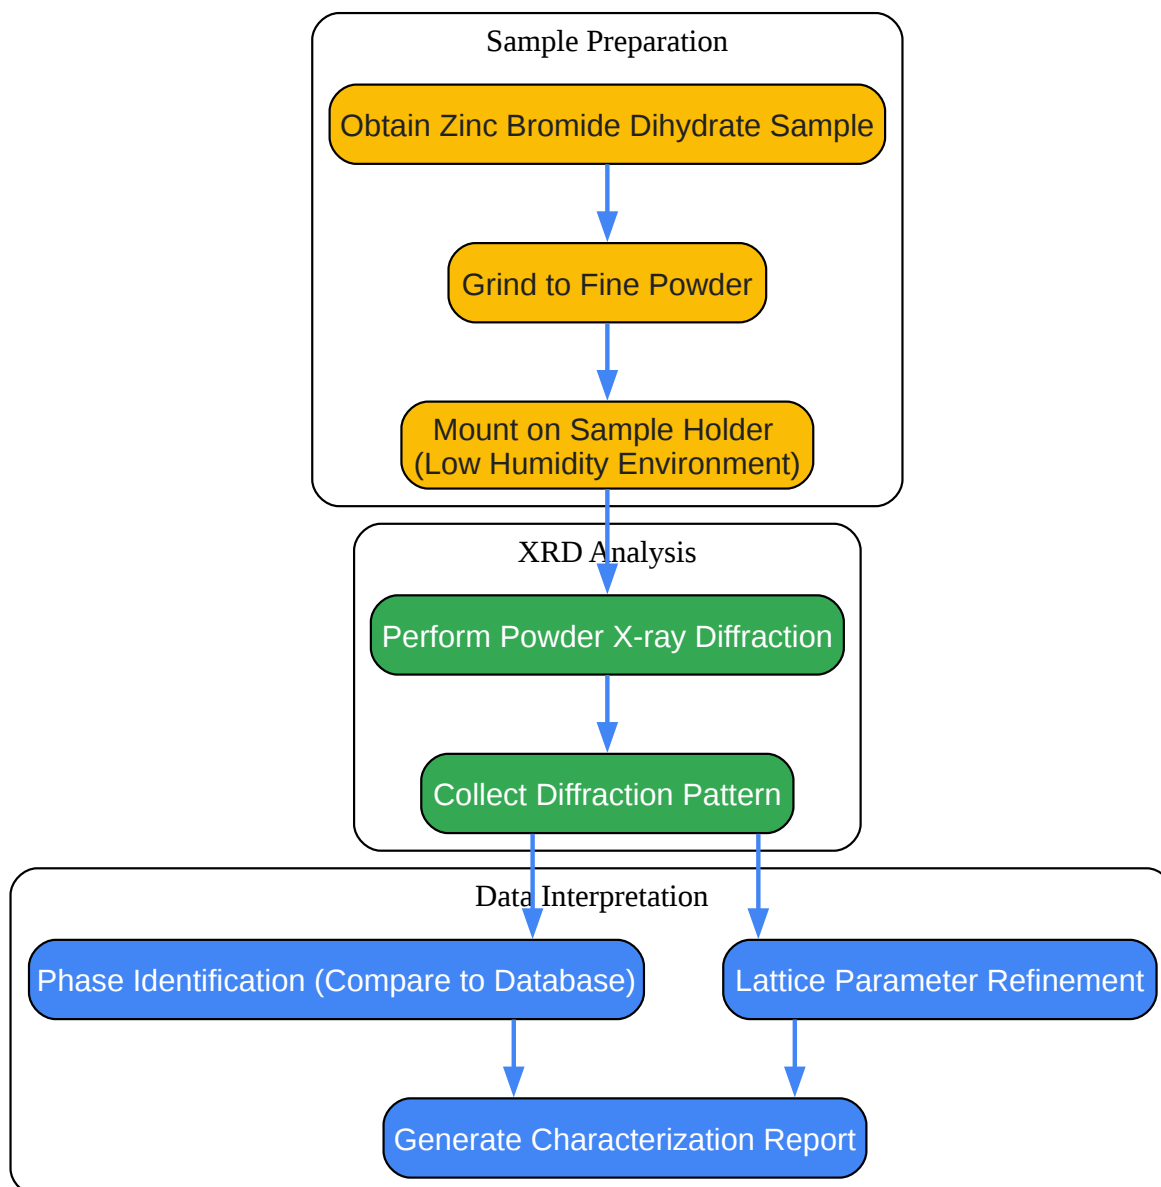 Sample Preparation
Obtain Zinc Bromide Dihydrate Sample
Grind to Fine Powder
Mount on Sample Holder
(Low Humidity Environment)
XRD Analysis
Perform Powder X-ray Diffraction
Collect Diffraction Pattern
Data Interpretation
Phase Identification (Compare to Database)
Lattice Parameter Refinement
Generate Characterization Report